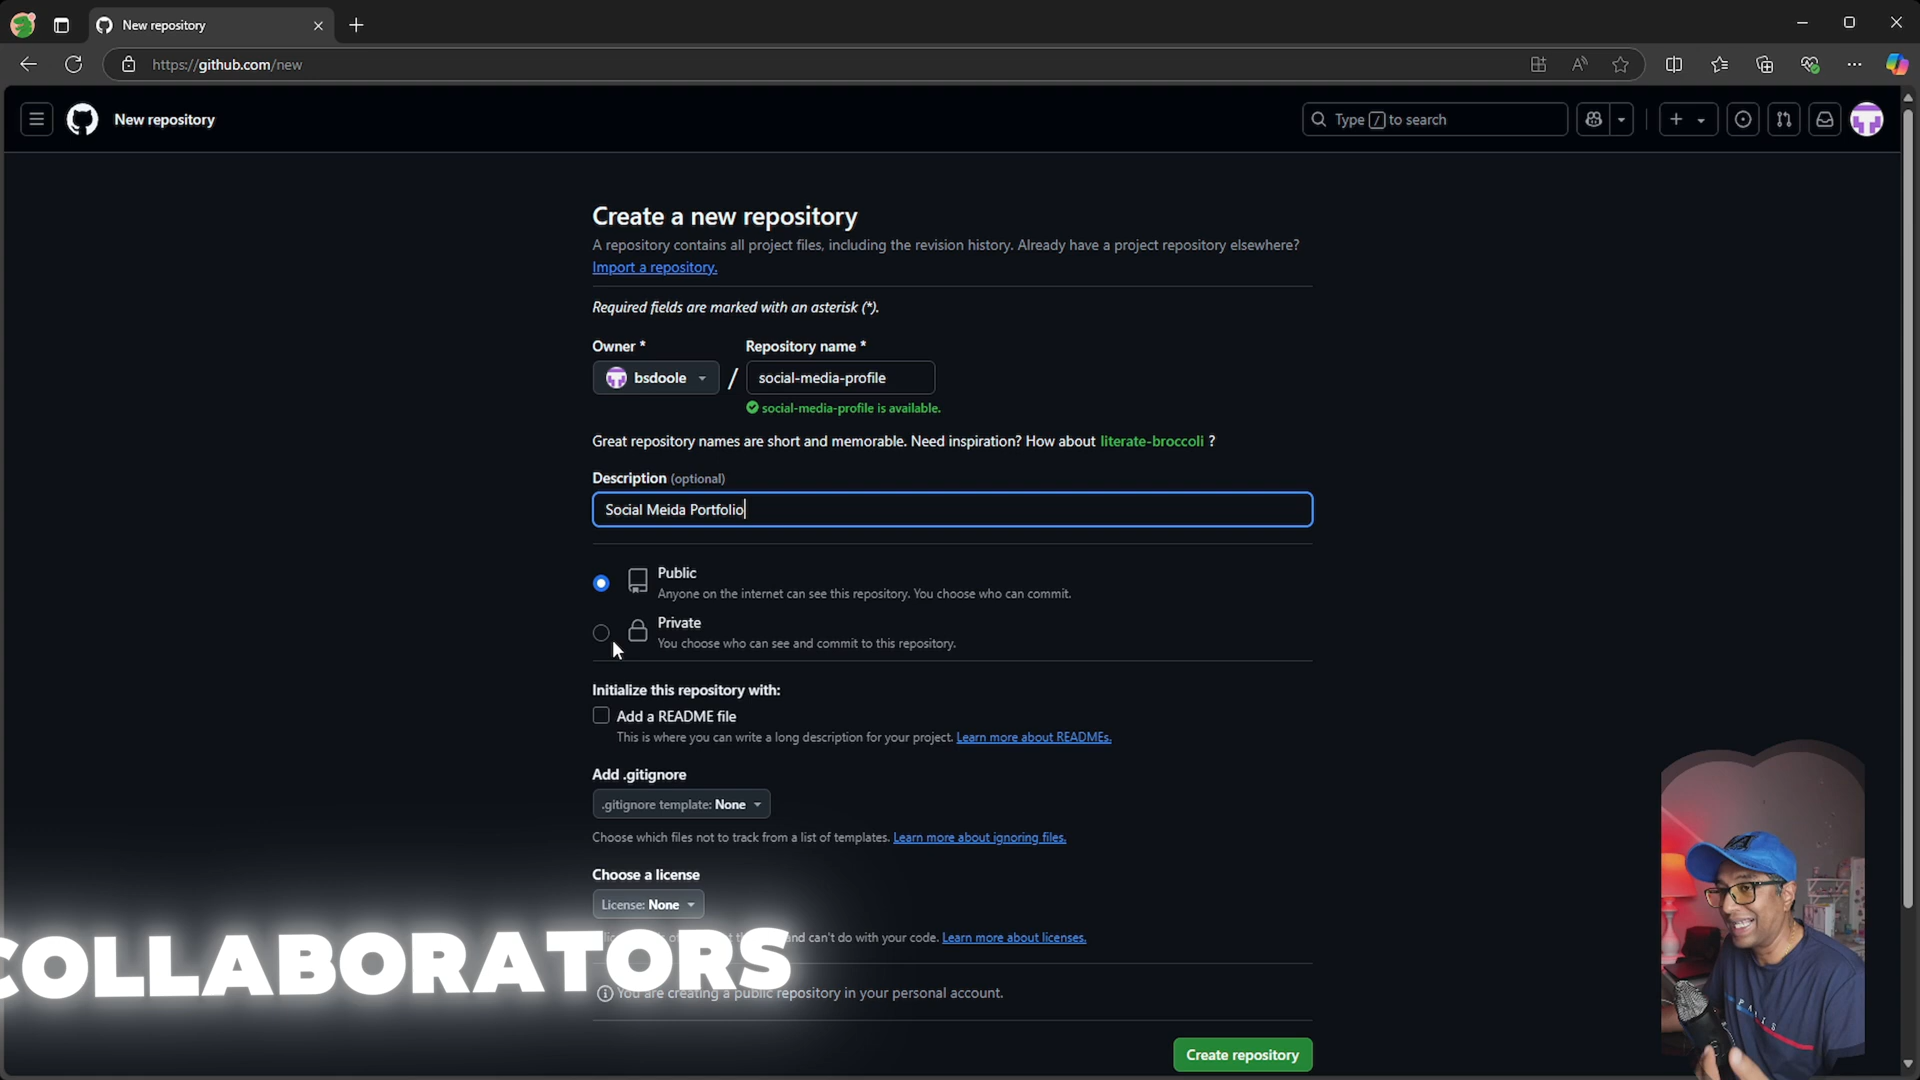 New repository
https://github.com/new
New repository
Type / to search
Create a new repository
A repository contains all project files, including the revision history. Already have a project repository elsewhere?
Import a repository.
Required fields are marked with an asterisk (*).
Owner *
Repository name *
bsdoole
/
social-media-profile
social-media-profile is available.
Great repository names are short and memorable. Need inspiration? How about literate-broccoli ?
Description (optional)
Social Meida Portfolio
Public
Anyone on the internet can see this repository. You choose who can commit.
Private
You choose who can see and commit to this repository.
Initialize this repository with:
Add a README file
This is where you can write a long description for your project. Learn more about READMEs.
Add .gitignore
.gitignore template: None
Choose which files not to track from a list of templates. Learn more about ignoring files.
Choose a license
License: None
and can't do with your code. Learn more about licenses.
COLLABORATORS
You are creating a public repository in your personal account.
Create repository
PARIS